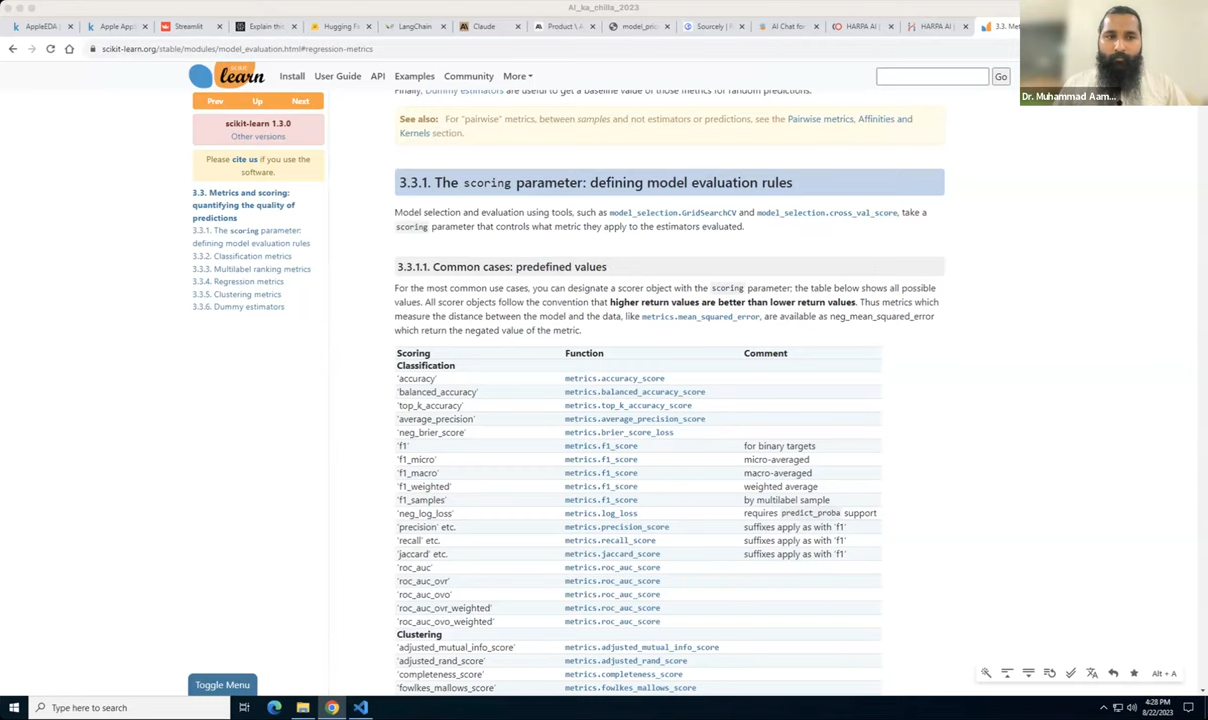 AI_ka_chilla_2023
AppleEDA |
Apple AppS
Streamlit
Explain this
Hugging Fi
LangChain
Claude
Product \ A
model_pric
Sourcely | F
AI Chat for
HARPA AI |
HARPA AI |
3.3. Me
scikit-learn.org/stable/modules/model_evaluation.html#regression-metrics
learn
Install
User Guide
API
Examples
Community
More
Go
Dr. Muhammad Aam...
Prev
Up
Next
scikit-learn 1.3.0
Other versions
Please cite us if you use the
software.
3.3. Metrics and scoring:
quantifying the quality of
predictions
3.3.1. The scoring parameter:
defining model evaluation rules
3.3.2. Classification metrics
3.3.3. Multilabel ranking metrics
3.3.4. Regression metrics
3.3.5. Clustering metrics
3.3.6. Dummy estimators
Finally, Dummy estimators are useful to get a baseline value of those metrics for random predictions.
See also: For "pairwise" metrics, between samples and not estimators or predictions, see the Pairwise metrics, Affinities and
Kernels section.
3.3.1. The scoring parameter: defining model evaluation rules
Model selection and evaluation using tools, such as model_selection.GridSearchCV and model_selection.cross_val_score, take a
scoring parameter that controls what metric they apply to the estimators evaluated.
3.3.1.1. Common cases: predefined values
For the most common use cases, you can designate a scorer object with the scoring parameter; the table below shows all possible
values. All scorer objects follow the convention that higher return values are better than lower return values. Thus metrics which
measure the distance between the model and the data, like metrics.mean_squared_error, are available as neg_mean_squared_error
which return the negated value of the metric.
Scoring Function Comment
Classification
'accuracy' metrics.accuracy_score
'balanced_accuracy' metrics.balanced_accuracy_score
'top_k_accuracy' metrics.top_k_accuracy_score
'average_precision' metrics.average_precision_score
'neg_brier_score' metrics.brier_score_loss
'f1' metrics.f1_score for binary targets
'f1_micro' metrics.f1_score micro-averaged
'f1_macro' metrics.f1_score macro-averaged
'f1_weighted' metrics.f1_score weighted average
'f1_samples' metrics.f1_score by multilabel sample
'neg_log_loss' metrics.log_loss requires predict_proba support
'precision' etc. metrics.precision_score suffixes apply as with 'f1'
'recall' etc. metrics.recall_score suffixes apply as with 'f1'
'jaccard' etc. metrics.jaccard_score suffixes apply as with 'f1'
'roc_auc' metrics.roc_auc_score
'roc_auc_ovr' metrics.roc_auc_score
'roc_auc_ovo' metrics.roc_auc_score
'roc_auc_ovr_weighted' metrics.roc_auc_score
'roc_auc_ovo_weighted' metrics.roc_auc_score
Clustering
'adjusted_mutual_info_score' metrics.adjusted_mutual_info_score
'adjusted_rand_score' metrics.adjusted_rand_score
'completeness_score' metrics.completeness_score
'fowlkes_mallows_score' metrics.fowlkes_mallows_score
Toggle Menu
Alt + A
Type here to search
4:28 PM
8/22/2023